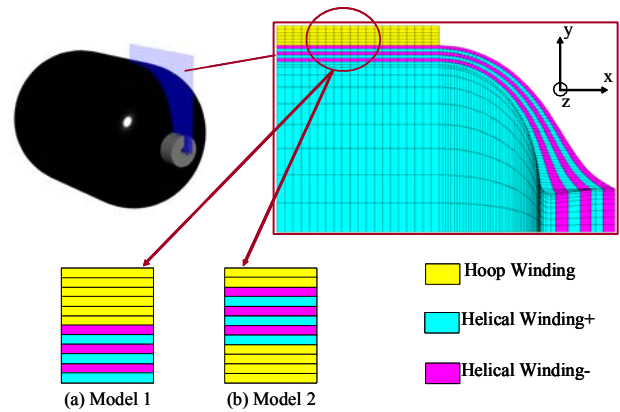 y
x
z
Hoop Winding
Helical Winding+
Helical Winding-
(a) Model 1
(b) Model 2